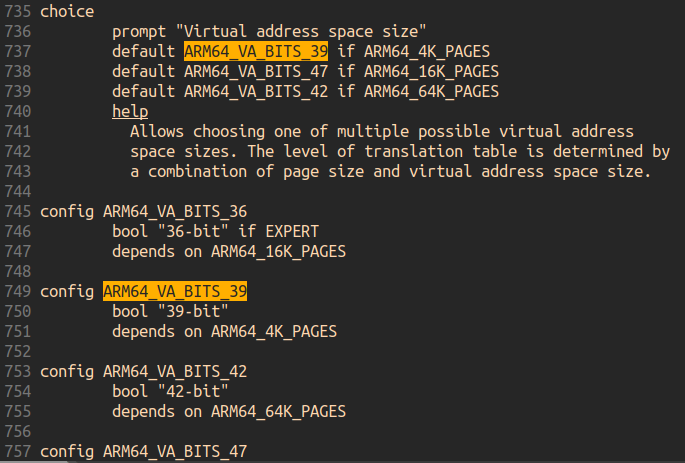 735 choice
736 prompt "Virtual address space size"
737 default ARM64_VA_BITS_39 if ARM64_4K_PAGES
738 default ARM64_VA_BITS_47 if ARM64_16K_PAGES
739 default ARM64_VA_BITS_42 if ARM64_64K_PAGES
740 help
741 Allows choosing one of multiple possible virtual address
742 space sizes. The level of translation table is determined by
743 a combination of page size and virtual address space size.
744
745 config ARM64_VA_BITS_36
746 bool "36-bit" if EXPERT
747 depends on ARM64_16K_PAGES
748
749 config ARM64_VA_BITS_39
750 bool "39-bit"
751 depends on ARM64_4K_PAGES
752
753 config ARM64_VA_BITS_42
754 bool "42-bit"
755 depends on ARM64_64K_PAGES
756
757 config ARM64_VA_BITS_47